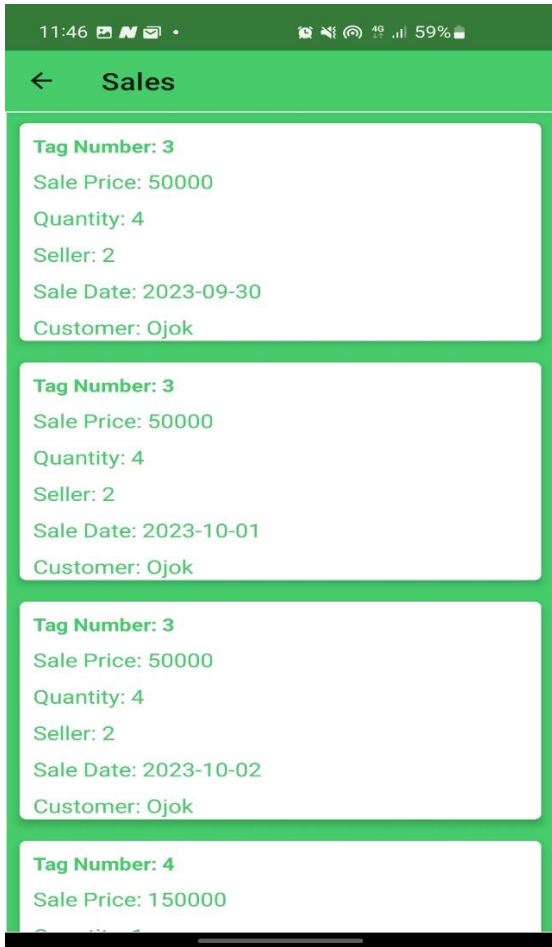 11:46
4G
59%
Sales
Tag Number: 3
Sale Price: 50000
Quantity: 4
Seller: 2
Sale Date: 2023-09-30
Customer: Ojok
Tag Number: 3
Sale Price: 50000
Quantity: 4
Seller: 2
Sale Date: 2023-10-01
Customer: Ojok
Tag Number: 3
Sale Price: 50000
Quantity: 4
Seller: 2
Sale Date: 2023-10-02
Customer: Ojok
Tag Number: 4
Sale Price: 150000